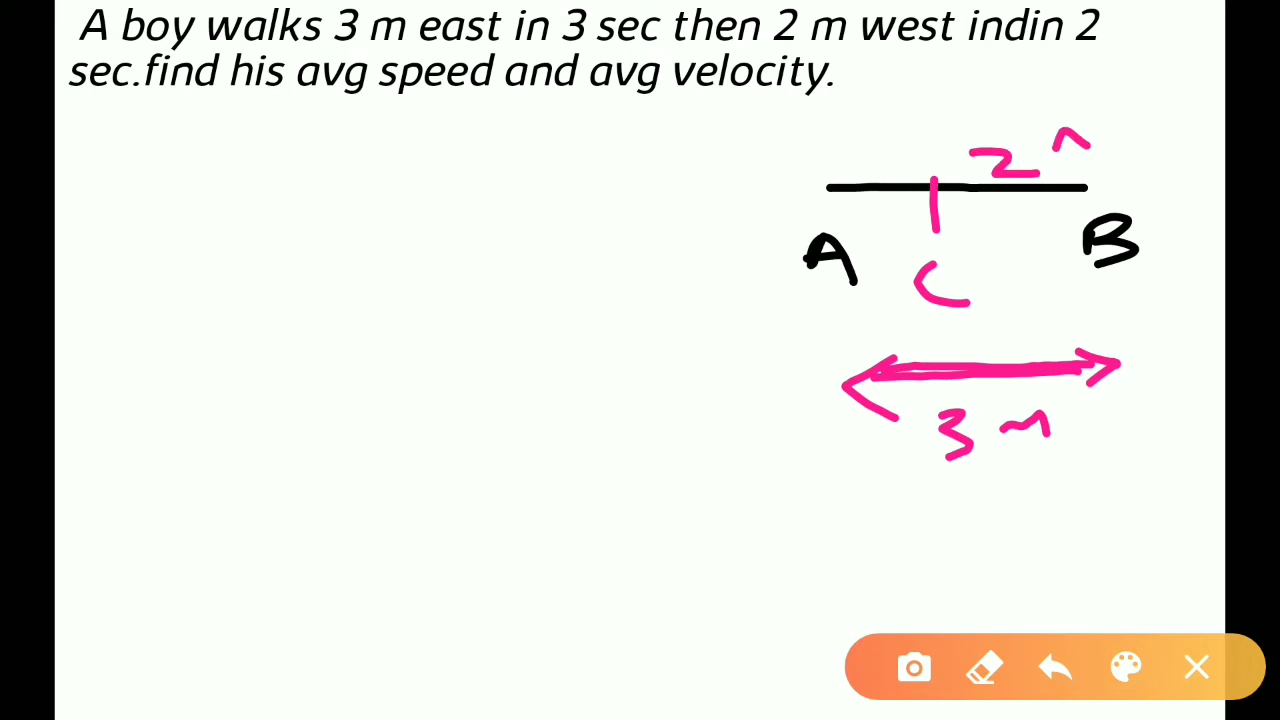 A boy walks 3 m east in 3 sec then 2 m west indin 2
sec.find his avg speed and avg velocity.
2
A
B
C
3 m